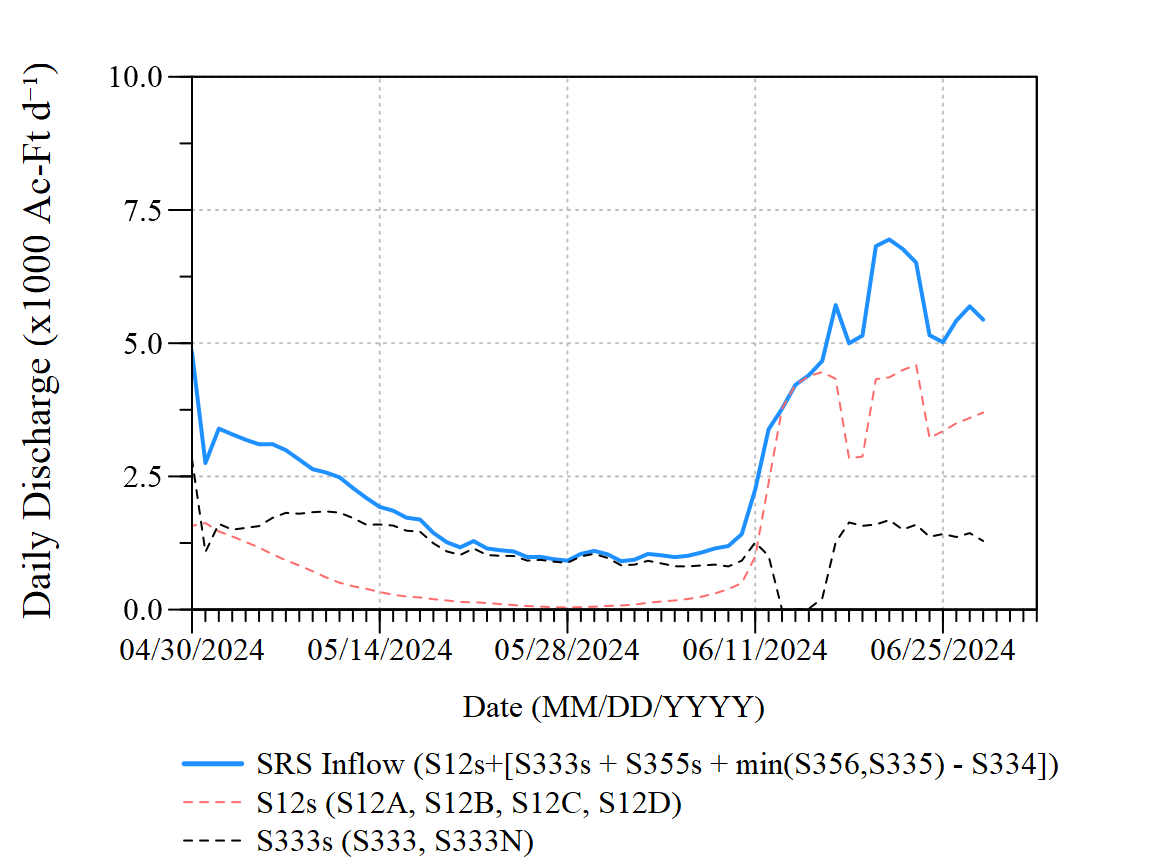 Daily Discharge (x1000 Ac-Ft d⁻¹)
10.0
7.5
5.0
2.5
0.0
04/30/2024 05/14/2024 05/28/2024 06/11/2024 06/25/2024
Date (MM/DD/YYYY)
SRS Inflow (S12s+[S333s + S355s + min(S356,S335) - S334])
S12s (S12A, S12B, S12C, S12D)
S333s (S333, S333N)